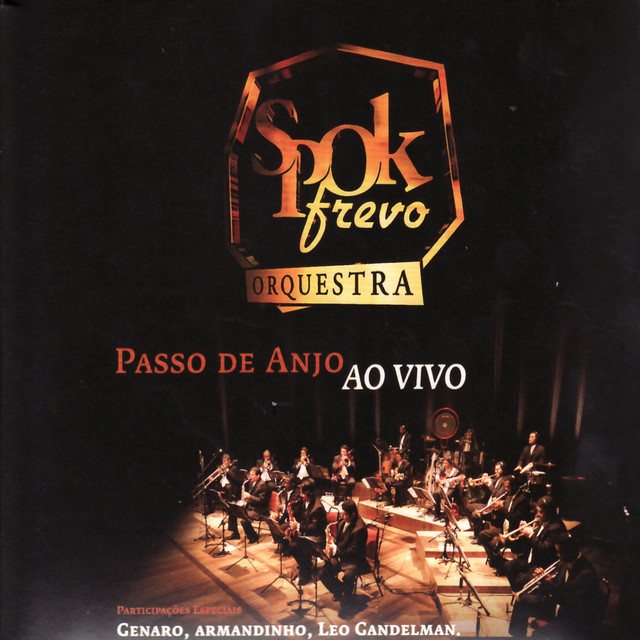 Spok
frevo
ORQUESTRA
PASSO DE ANJO
AO VIVO
PARTICIPAÇÕES ESPECIAIS
GENARO, ARMANDINHO, LEO GANDELMAN.